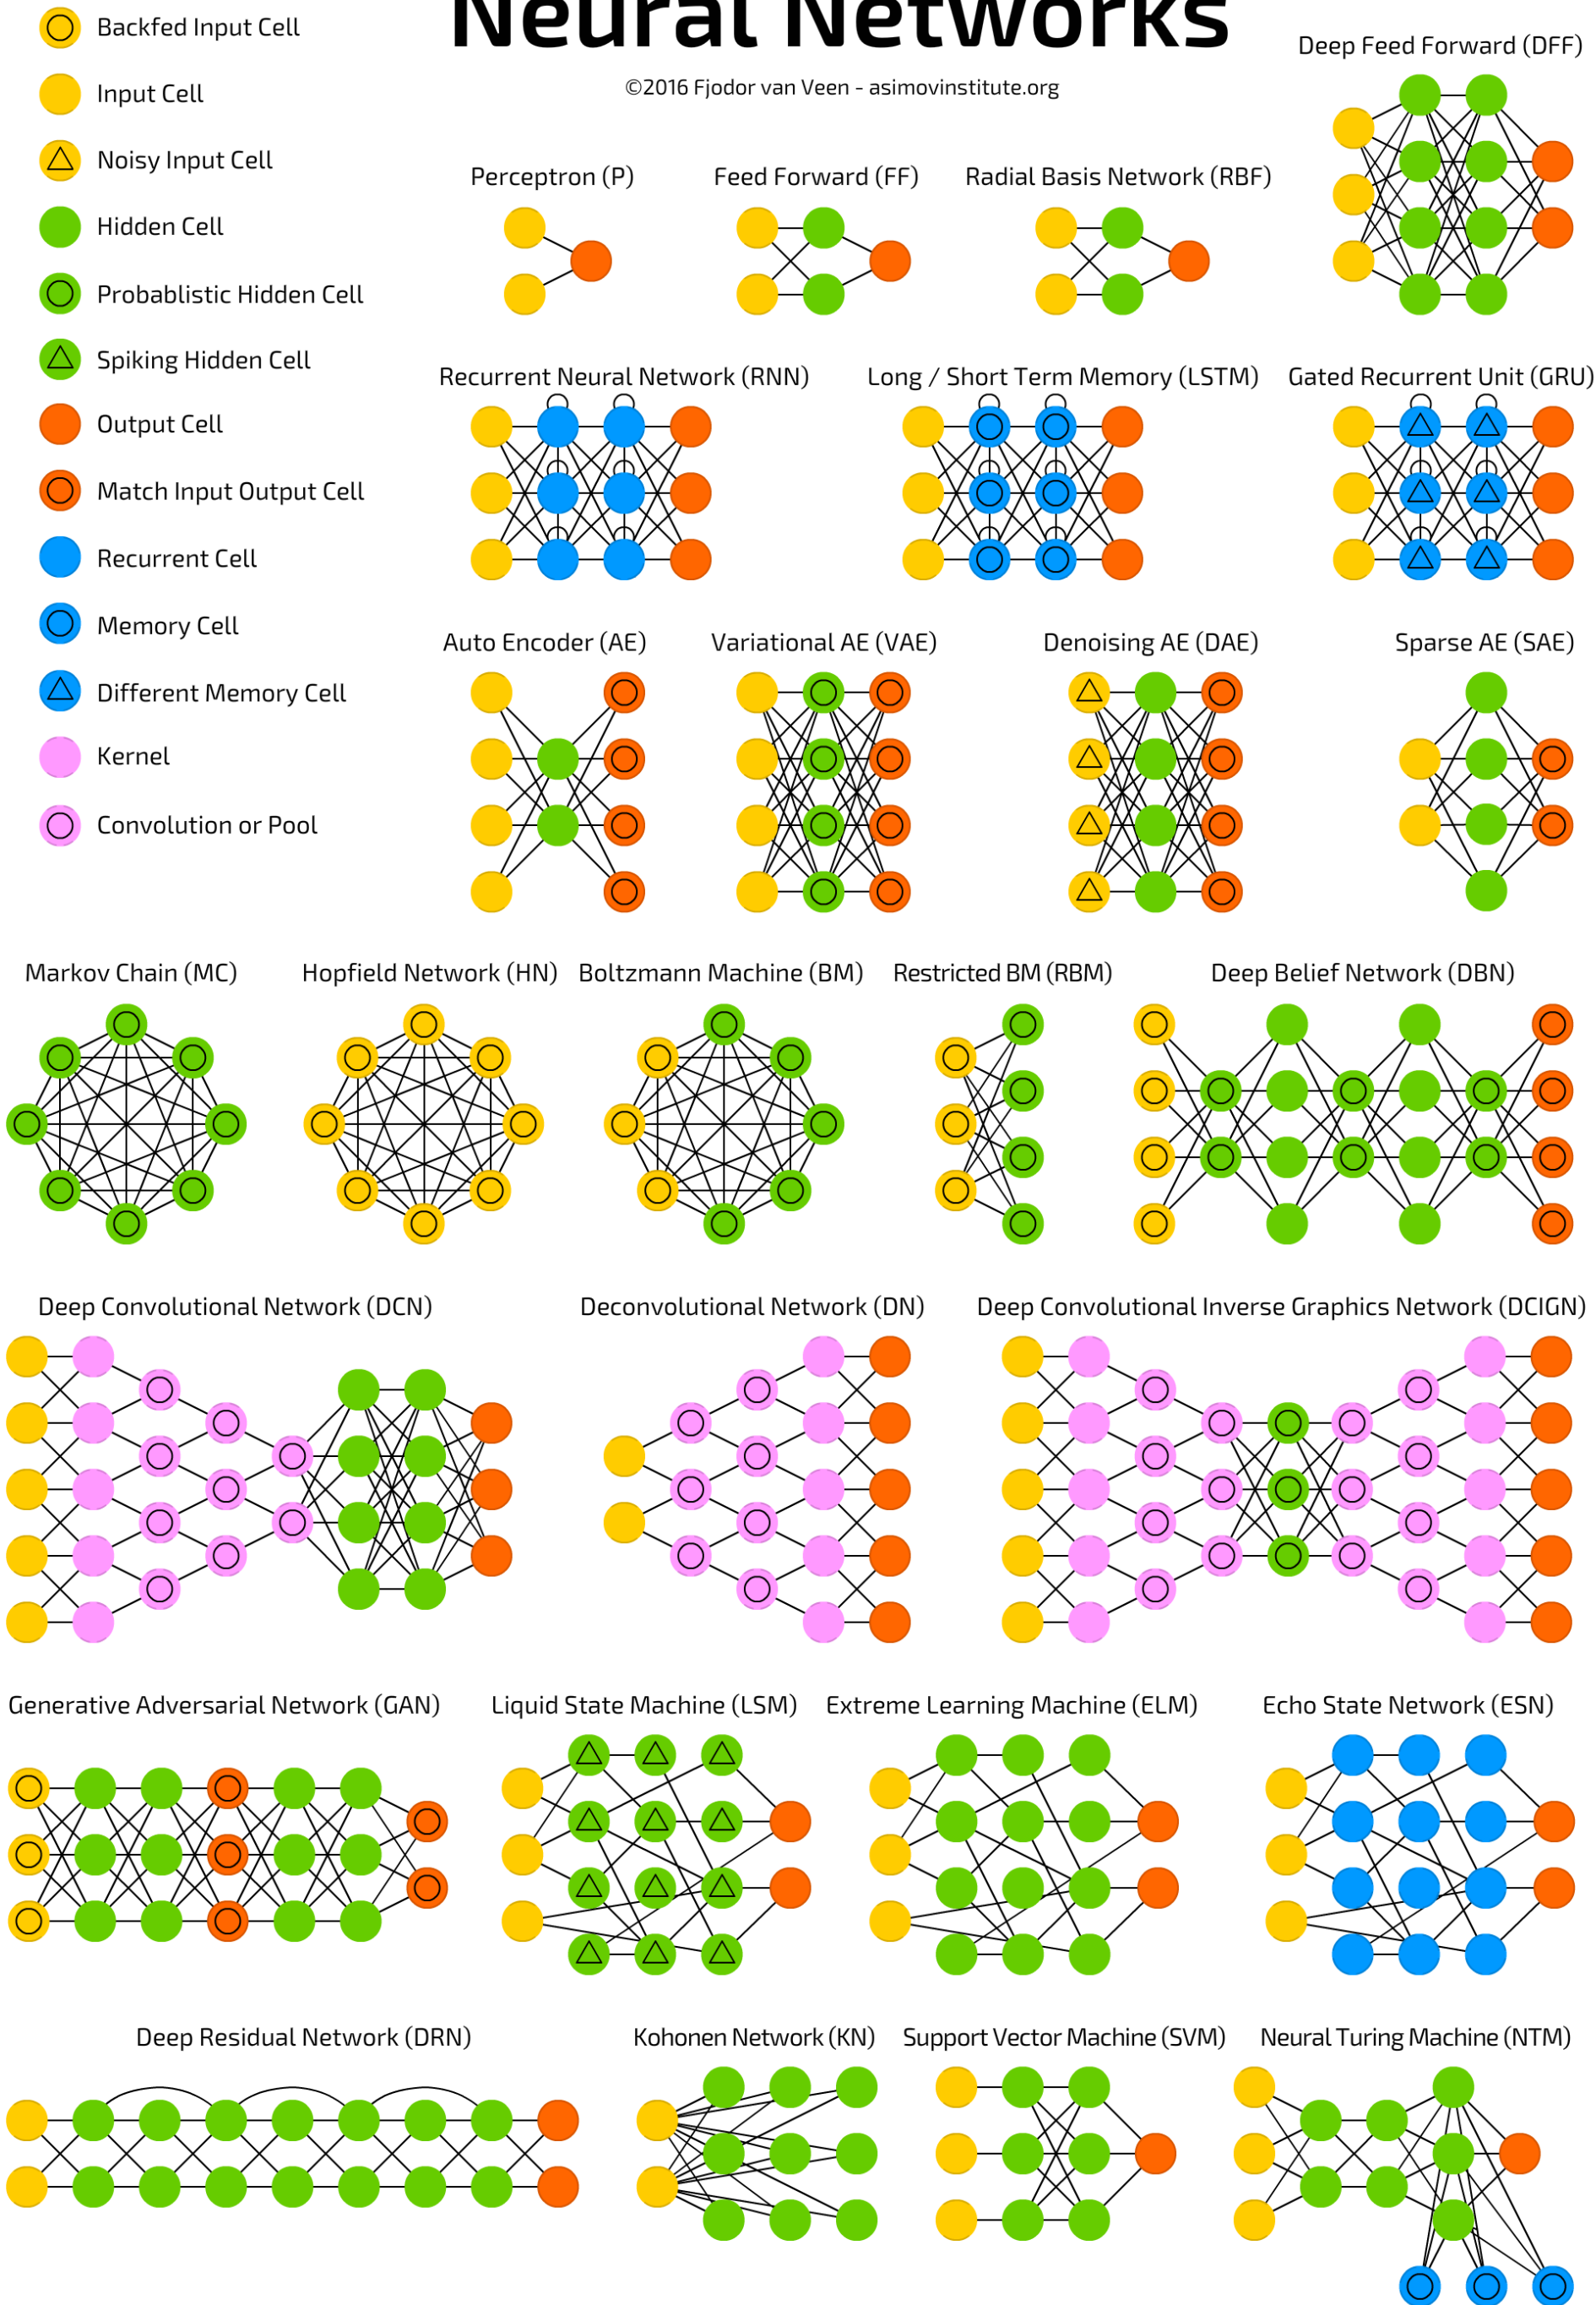 Neural Networks
©2016 Fjodor van Veen - asimovinstitute.org
Backfed Input Cell
Input Cell
Noisy Input Cell
Hidden Cell
Probablistic Hidden Cell
Spiking Hidden Cell
Output Cell
Match Input Output Cell
Recurrent Cell
Memory Cell
Different Memory Cell
Kernel
Convolution or Pool
Deep Feed Forward (DFF)
Perceptron (P)
Feed Forward (FF)
Radial Basis Network (RBF)
Recurrent Neural Network (RNN)
Long / Short Term Memory (LSTM)
Gated Recurrent Unit (GRU)
Auto Encoder (AE)
Variational AE (VAE)
Denoising AE (DAE)
Sparse AE (SAE)
Markov Chain (MC)
Hopfield Network (HN)
Boltzmann Machine (BM)
Restricted BM (RBM)
Deep Belief Network (DBN)
Deep Convolutional Network (DCN)
Deconvolutional Network (DN)
Deep Convolutional Inverse Graphics Network (DCIGN)
Generative Adversarial Network (GAN)
Liquid State Machine (LSM)
Extreme Learning Machine (ELM)
Echo State Network (ESN)
Deep Residual Network (DRN)
Kohonen Network (KN)
Support Vector Machine (SVM)
Neural Turing Machine (NTM)